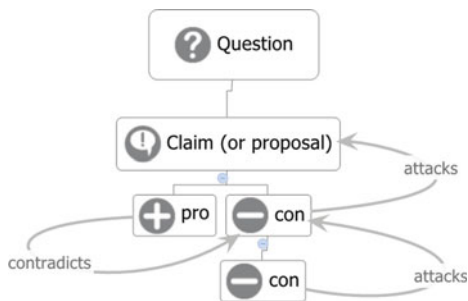 Question
Claim (or proposal)
attacks
pro
con
contradicts
con
attacks